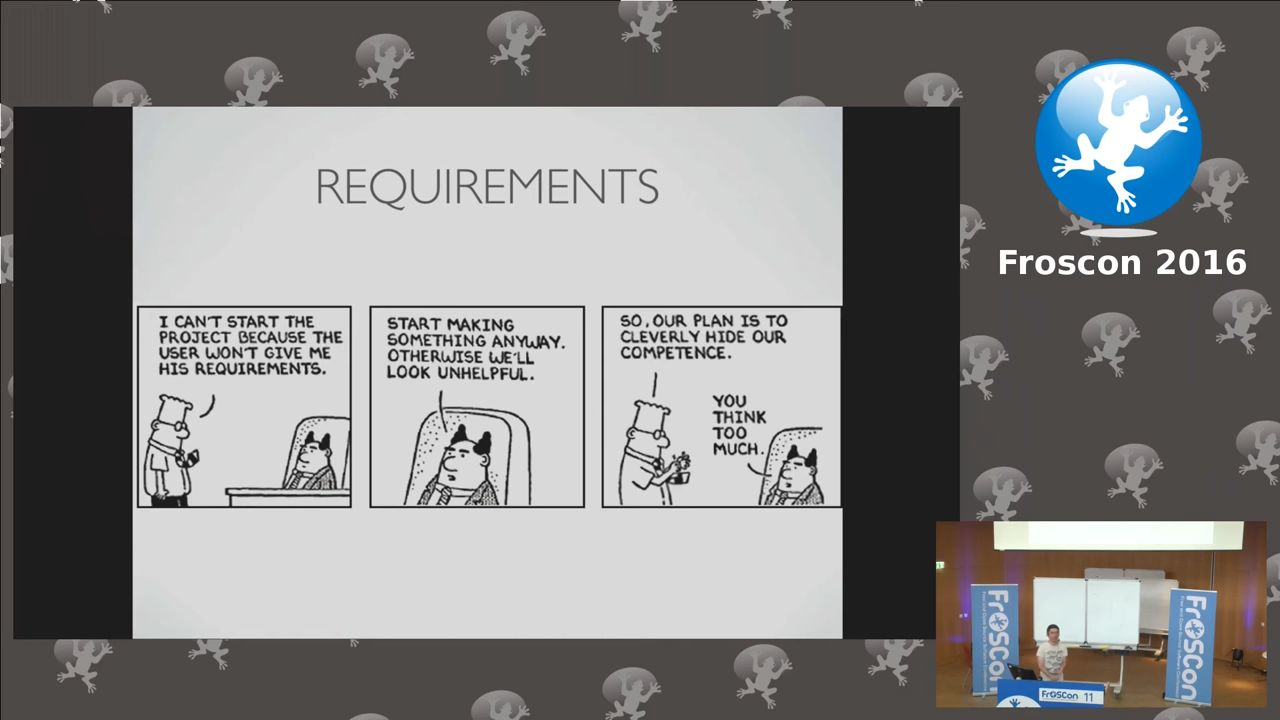 REQUIREMENTS
I CAN'T START THE
PROJECT BECAUSE THE
USER WON'T GIVE ME
HIS REQUIREMENTS.
START MAKING
SOMETHING ANYWAY.
OTHERWISE WE'LL
LOOK UNHELPFUL.
SO, OUR PLAN IS TO
CLEVERLY HIDE OUR
COMPETENCE.
YOU
THINK
TOO
MUCH.
Froscon 2016
FrOSCon
FrOSCon
FrOSCon 11